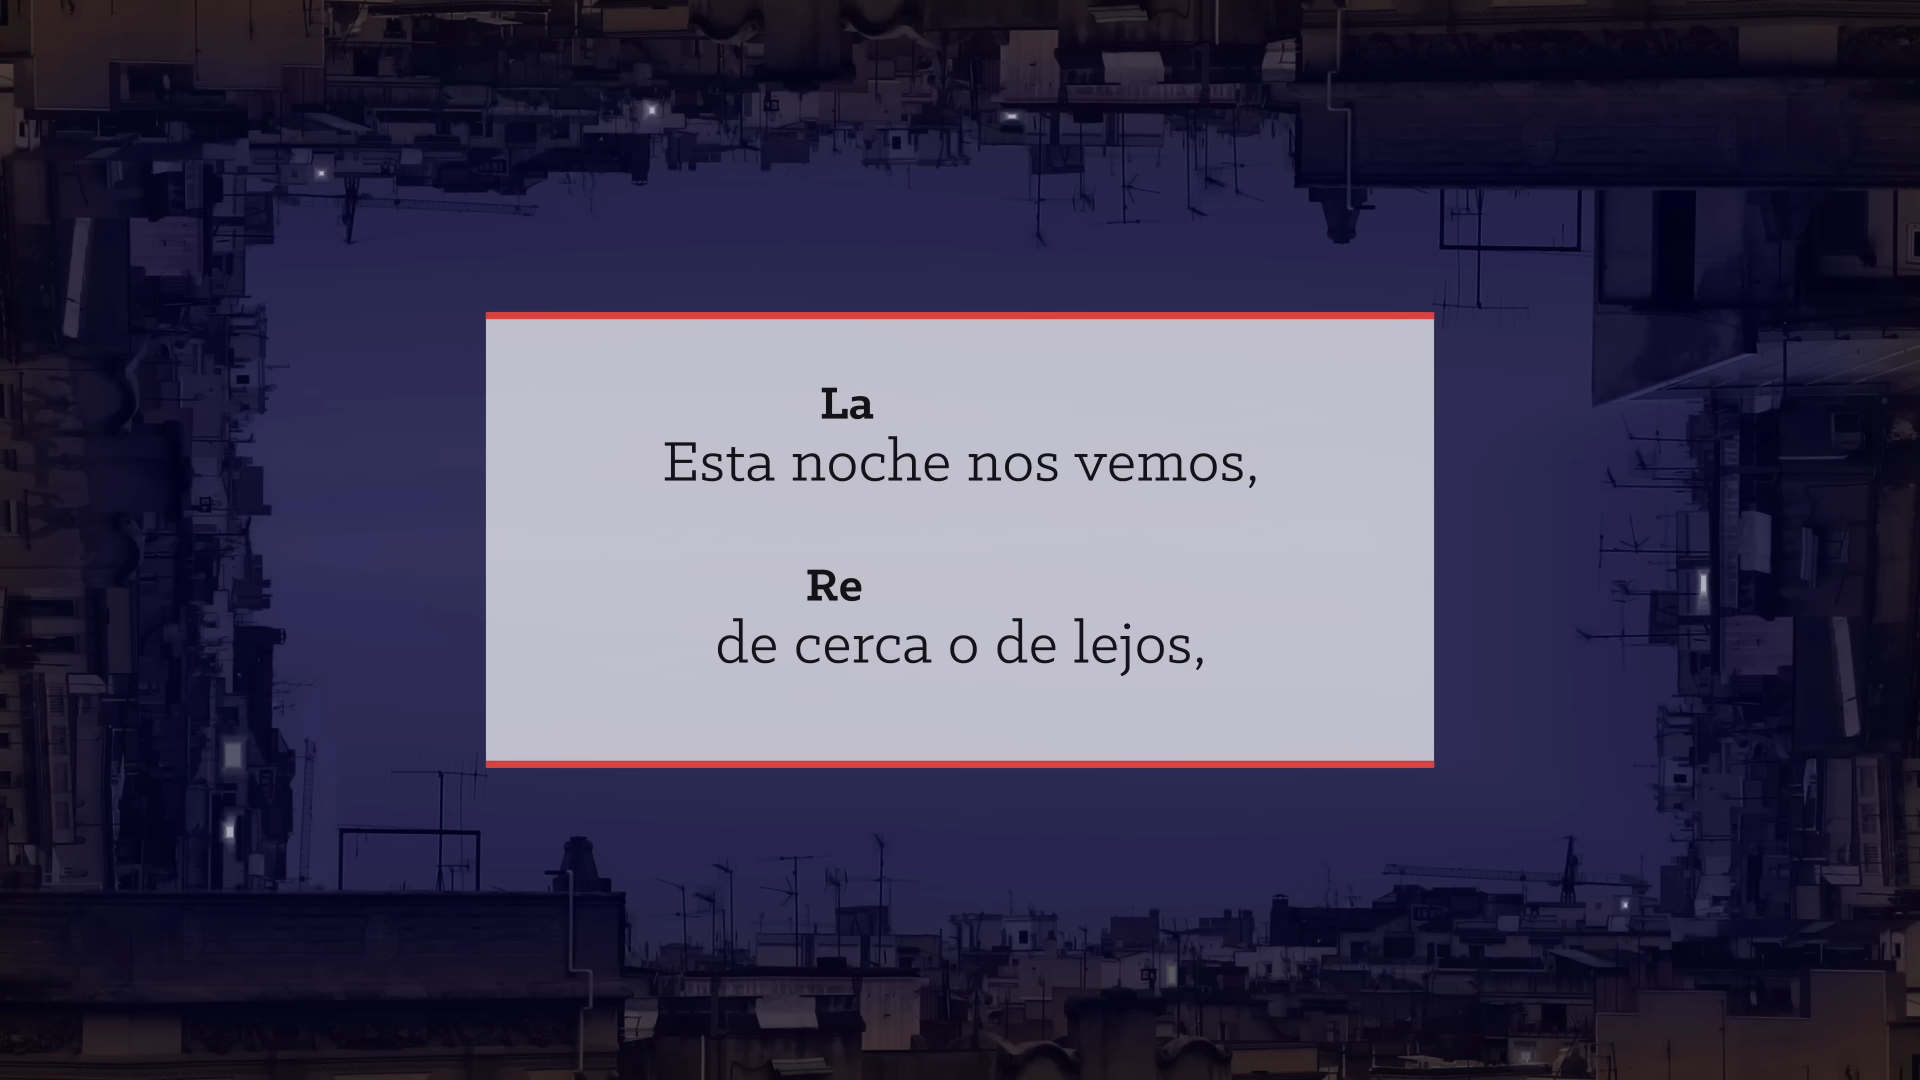 La
Esta noche nos vemos,
Re
de cerca o de lejos,